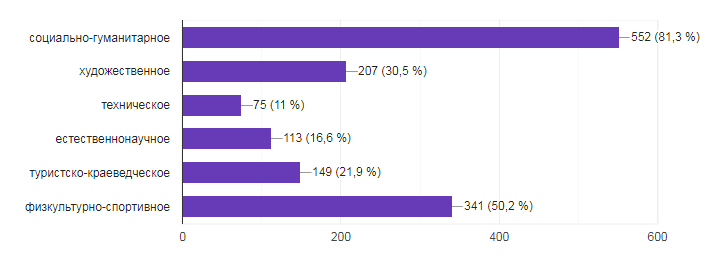 социально-гуманитарное 552 (81,3 %)
художественное 207 (30,5 %)
техническое 75 (11 %)
естественнонаучное 113 (16,6 %)
туристско-краеведческое 149 (21,9 %)
физкультурно-спортивное 341 (50,2 %)
0 200 400 600